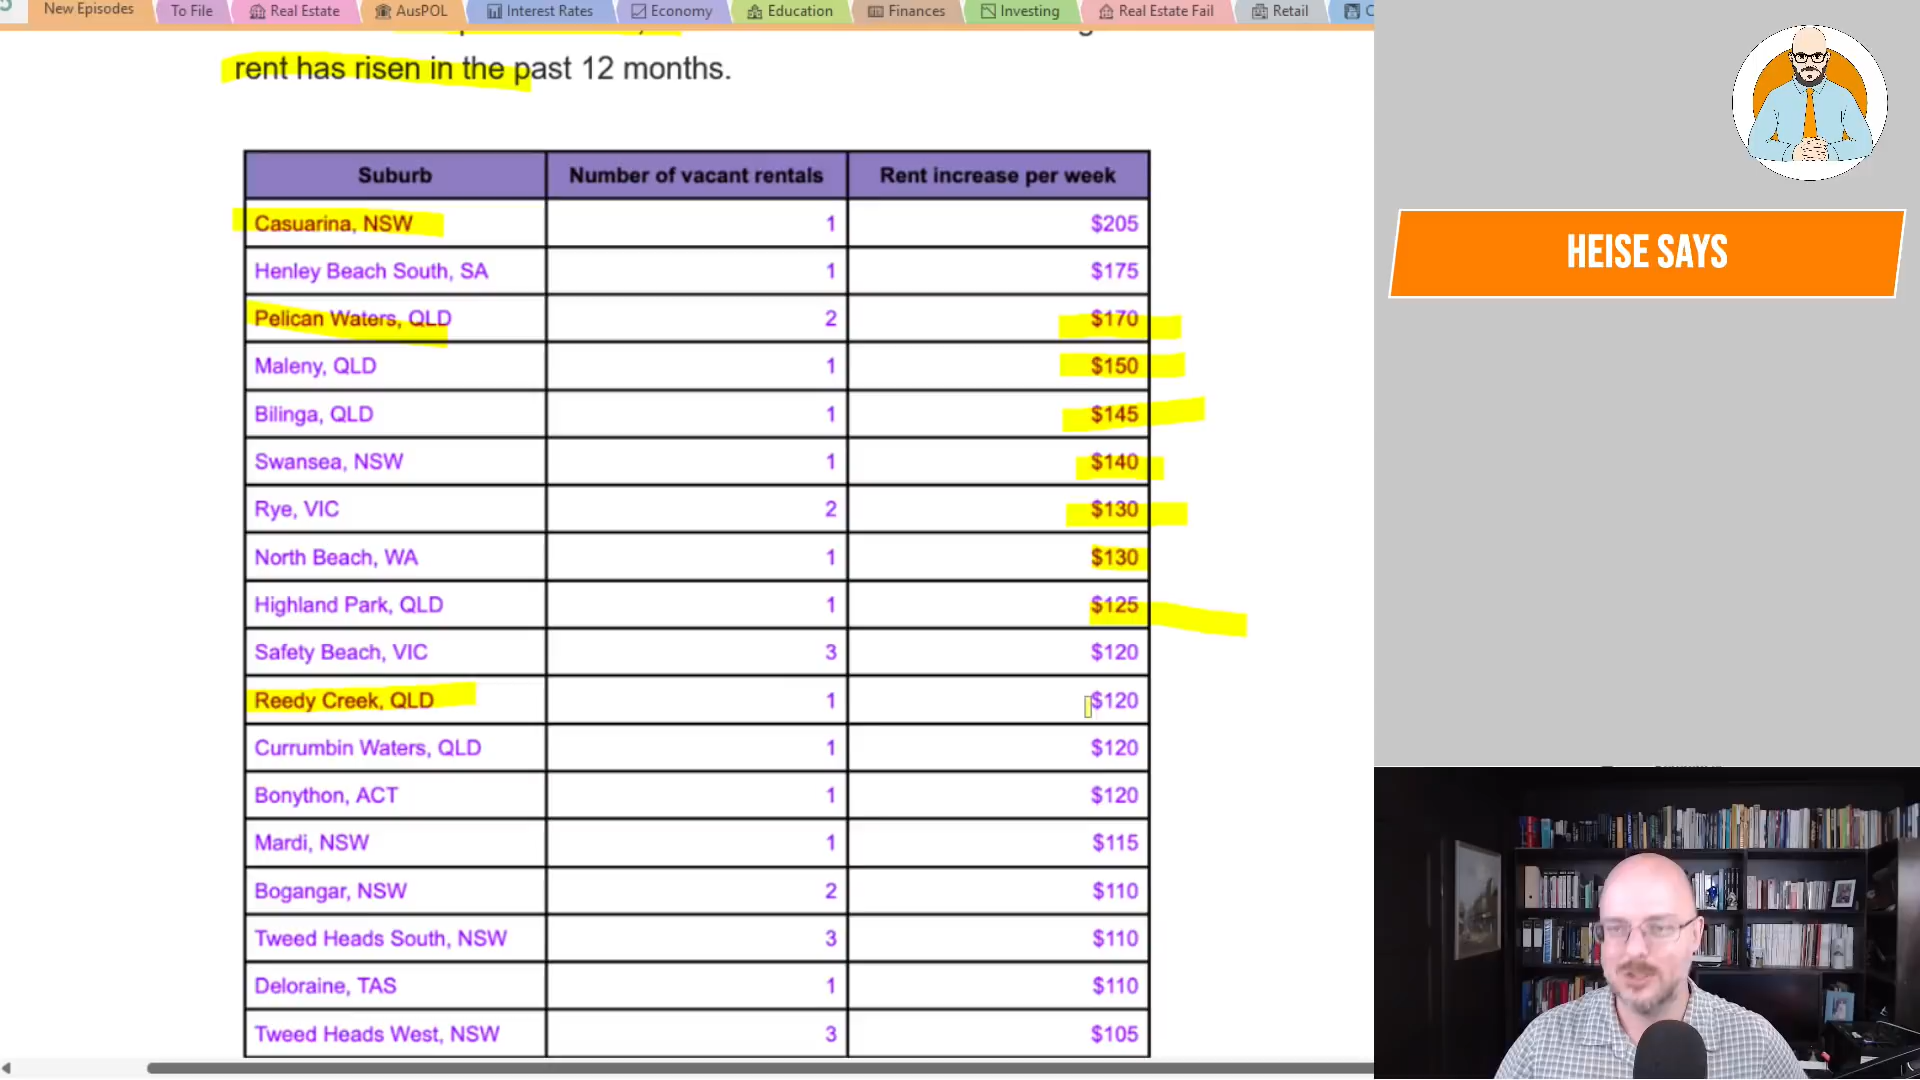 New Episodes To File Real Estate AusPOL Interest Rates Economy Education Finances Investing Real Estate Fail Retail
rent has risen in the past 12 months.
Suburb Number of vacant rentals Rent increase per week
Casuarina, NSW 1 $205
Henley Beach South, SA 1 $175
Pelican Waters, QLD 2 $170
Maleny, QLD 1 $150
Bilinga, QLD 1 $145
Swansea, NSW 1 $140
Rye, VIC 2 $130
North Beach, WA 1 $130
Highland Park, QLD 1 $125
Safety Beach, VIC 3 $120
Reedy Creek, QLD 1 $120
Currumbin Waters, QLD 1 $120
Bonython, ACT 1 $120
Mardi, NSW 1 $115
Bogangar, NSW 2 $110
Tweed Heads South, NSW 3 $110
Deloraine, TAS 1 $110
Tweed Heads West, NSW 3 $105
HEISE SAYS